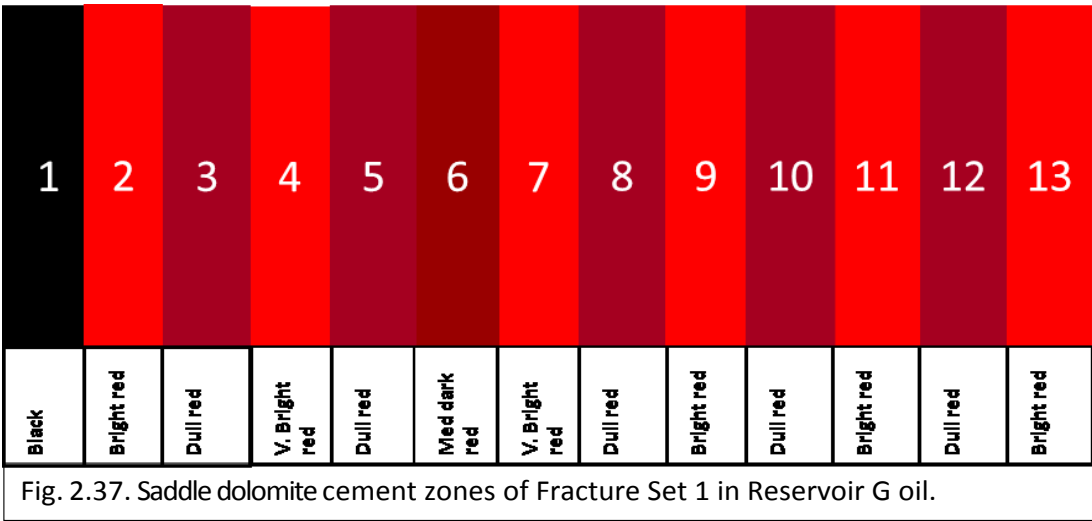 1 2 3 4 5 6 7 8 9 10 11 12 13
Black
Bright red
Dull red
V. Bright
red
Dull red
Med dark
red
V. Bright
red
Dull red
Bright red
Dull red
Bright red
Dull red
Bright red
Fig. 2.37. Saddle dolomite cement zones of Fracture Set 1 in Reservoir G oil.